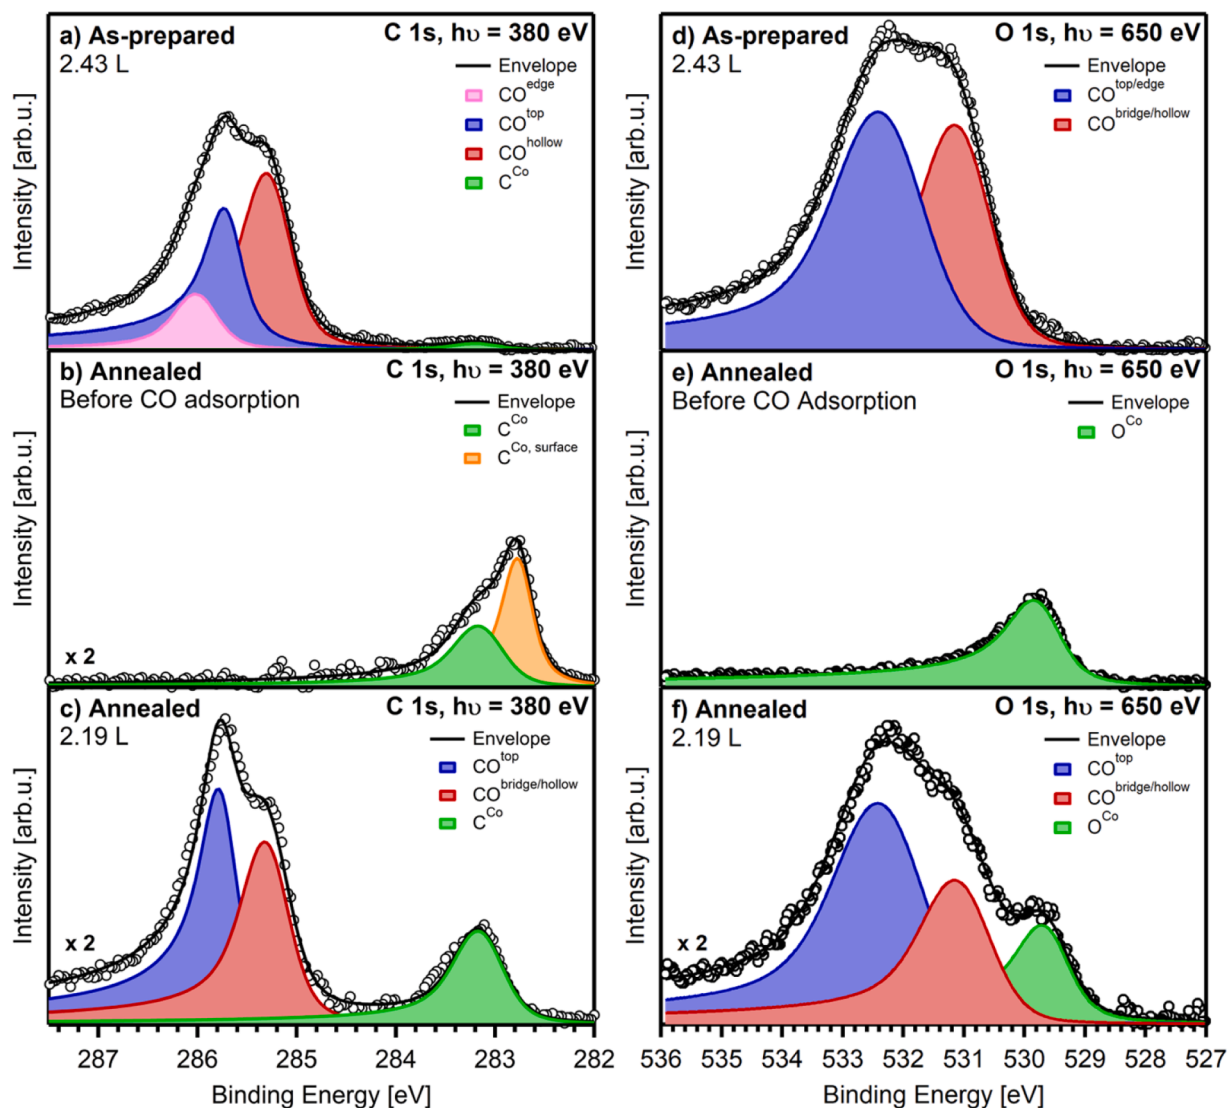 a) As-prepared
C 1s, hυ = 380 eV
2.43 L
Envelope
CO^edge
CO^top
CO^hollow
C^Co
Intensity [arb.u.]
b) Annealed
C 1s, hυ = 380 eV
Before CO adsorption
Envelope
C^Co
C^Co, surface
x 2
Intensity [arb.u.]
c) Annealed
C 1s, hυ = 380 eV
2.19 L
Envelope
CO^top
CO^bridge/hollow
C^Co
x 2
Intensity [arb.u.]
287 286 285 284 283 282
Binding Energy [eV]
d) As-prepared
O 1s, hυ = 650 eV
2.43 L
Envelope
CO^top/edge
CO^bridge/hollow
Intensity [arb.u.]
e) Annealed
O 1s, hυ = 650 eV
Before CO Adsorption
Envelope
O^Co
Intensity [arb.u.]
f) Annealed
O 1s, hυ = 650 eV
2.19 L
Envelope
CO^top
CO^bridge/hollow
O^Co
x 2
Intensity [arb.u.]
536 535 534 533 532 531 530 529 528 527
Binding Energy [eV]